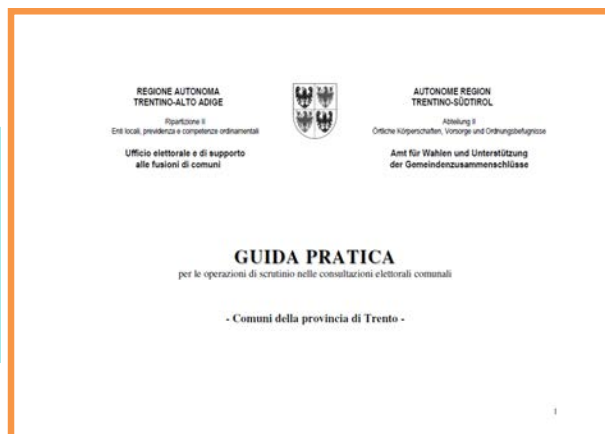 REGIONE AUTONOMA
TRENTINO-ALTO ADIGE
Ripartizione II
Enti locali, previdenza e competenze ordinamentali
Ufficio elettorale e di supporto
alle fusioni di comuni
AUTONOME REGION
TRENTINO-SÜDTIROL
Abteilung II
Örtliche Körperschaften, Vorsorge und Ordnungsbefugnisse
Amt für Wahlen und Unterstützung
der Gemeindenzusammenschlüsse
GUIDA PRATICA
per le operazioni di scrutinio nelle consultazioni elettorali comunali
- Comuni della provincia di Trento -
1